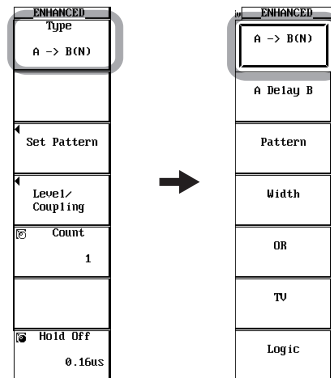 ENHANCED
Type
A -> B(N)
Set Pattern
Level/
Coupling
Count
1
Hold Off
0.16us
ENHANCED
A -> B(N)
A Delay B
Pattern
Width
OR
TV
Logic